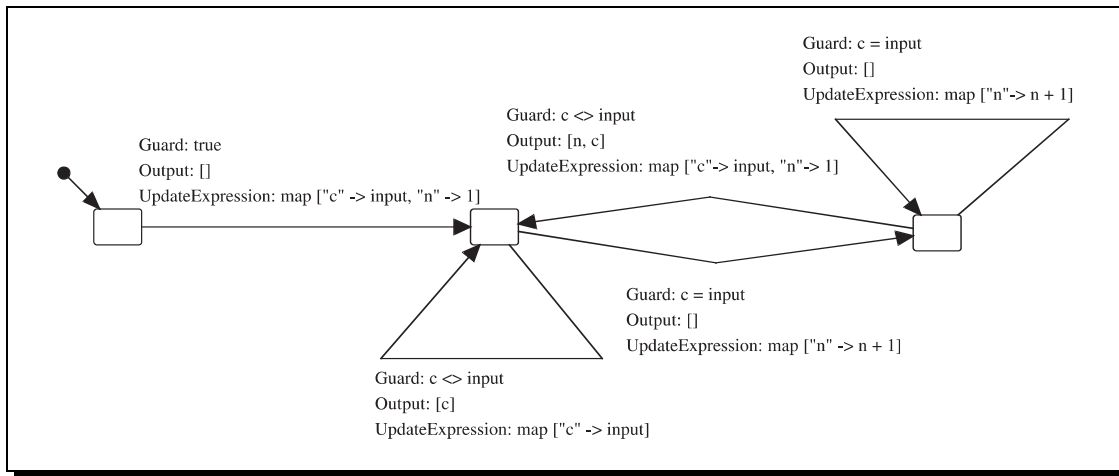 Guard: c = input
Output: []
UpdateExpression: map ["n"-> n + 1]
Guard: c <> input
Output: [n, c]
UpdateExpression: map ["c"-> input, "n"-> 1]
Guard: true
Output: []
UpdateExpression: map ["c" -> input, "n" -> 1]
Guard: c = input
Output: []
UpdateExpression: map ["n" -> n + 1]
Guard: c <> input
Output: [c]
UpdateExpression: map ["c" -> input]